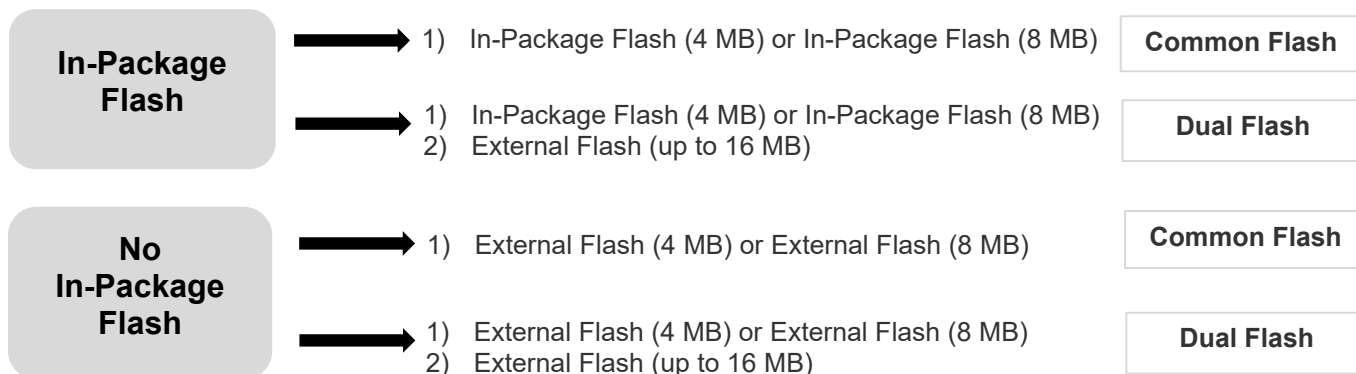 In-Package
Flash
1) In-Package Flash (4 MB) or In-Package Flash (8 MB)
Common Flash
1) In-Package Flash (4 MB) or In-Package Flash (8 MB)
2) External Flash (up to 16 MB)
Dual Flash
No
In-Package
Flash
1) External Flash (4 MB) or External Flash (8 MB)
Common Flash
1) External Flash (4 MB) or External Flash (8 MB)
2) External Flash (up to 16 MB)
Dual Flash